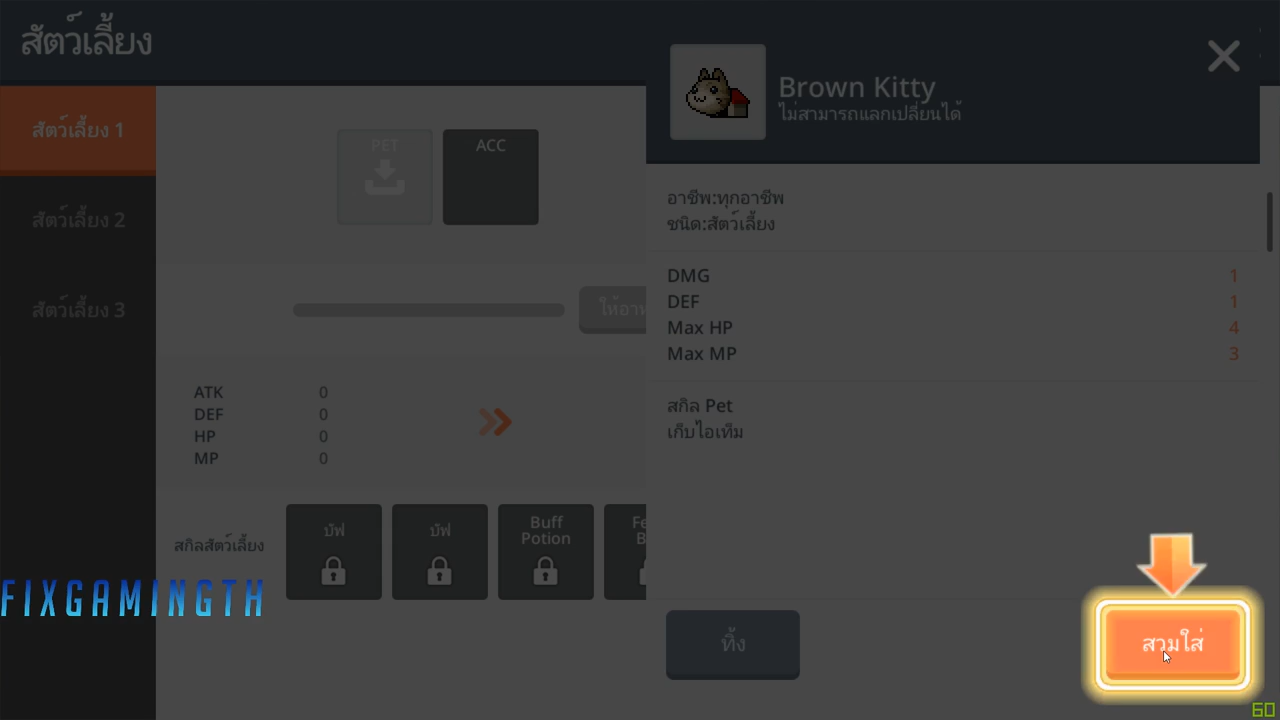 สัตว์เลี้ยง
สัตว์เลี้ยง 1
สัตว์เลี้ยง 2
สัตว์เลี้ยง 3
PET
ACC
ATK 0
DEF 0
HP 0
MP 0
สกิลสัตว์เลี้ยง
บัฟ
บัฟ
Buff
Potion
FIXGAMINGTH
Brown Kitty
ไม่สามารถแลกเปลี่ยนได้
อาชีพ:ทุกอาชีพ
ชนิด:สัตว์เลี้ยง
DMG 1
DEF 1
Max HP 4
Max MP 3
สกิล Pet
เก็บไอเท็ม
ทิ้ง
สวมใส่
60